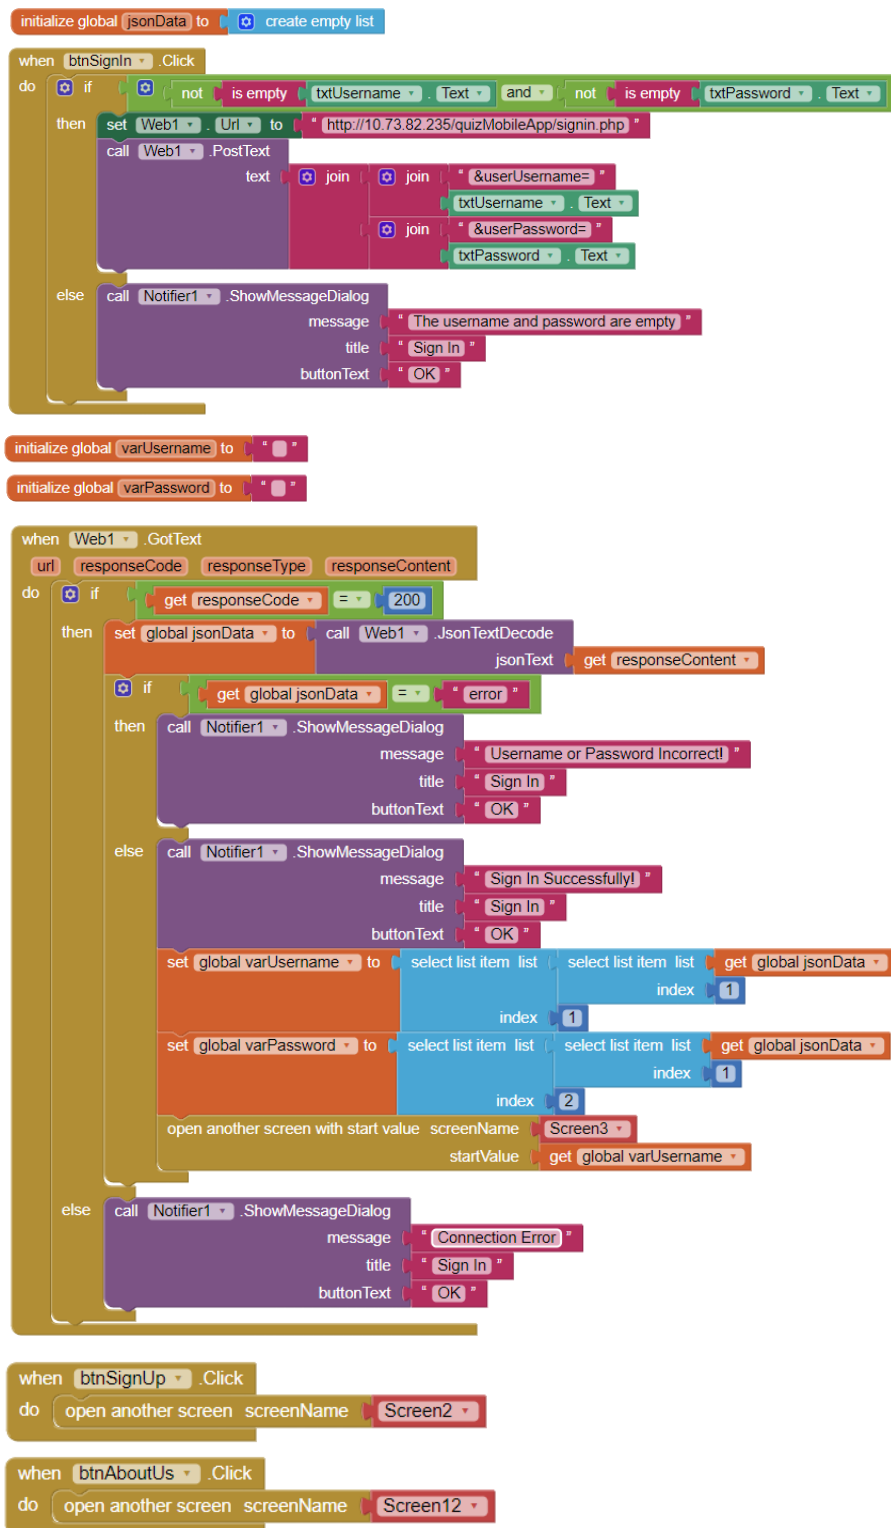 initialize global jsonData to create empty list
when btnSignIn .Click
do if not is empty txtUsername . Text and not is empty txtPassword . Text
then set Web1 . Url to " http://10.73.82.235/quizMobileApp/signin.php "
call Web1 .PostText
text join join " &userUsername= "
txtUsername . Text
join " &userPassword= "
txtPassword . Text
else call Notifier1 .ShowMessageDialog
message " The username and password are empty "
title " Sign In "
buttonText " OK "
initialize global varUsername to " "
initialize global varPassword to " "
when Web1 .GotText
url responseCode responseType responseContent
do if get responseCode = 200
then set global jsonData to call Web1 .JsonTextDecode
jsonText get responseContent
if get global jsonData = " error "
then call Notifier1 .ShowMessageDialog
message " Username or Password Incorrect! "
title " Sign In "
buttonText " OK "
else call Notifier1 .ShowMessageDialog
message " Sign In Successfully! "
title " Sign In "
buttonText " OK "
set global varUsername to select list item list select list item list get global jsonData
index 1
index 1
set global varPassword to select list item list select list item list get global jsonData
index 1
index 2
open another screen with start value screenName Screen3
startValue get global varUsername
else call Notifier1 .ShowMessageDialog
message " Connection Error "
title " Sign In "
buttonText " OK "
when btnSignUp .Click
do open another screen screenName Screen2
when btnAboutUs .Click
do open another screen screenName Screen12